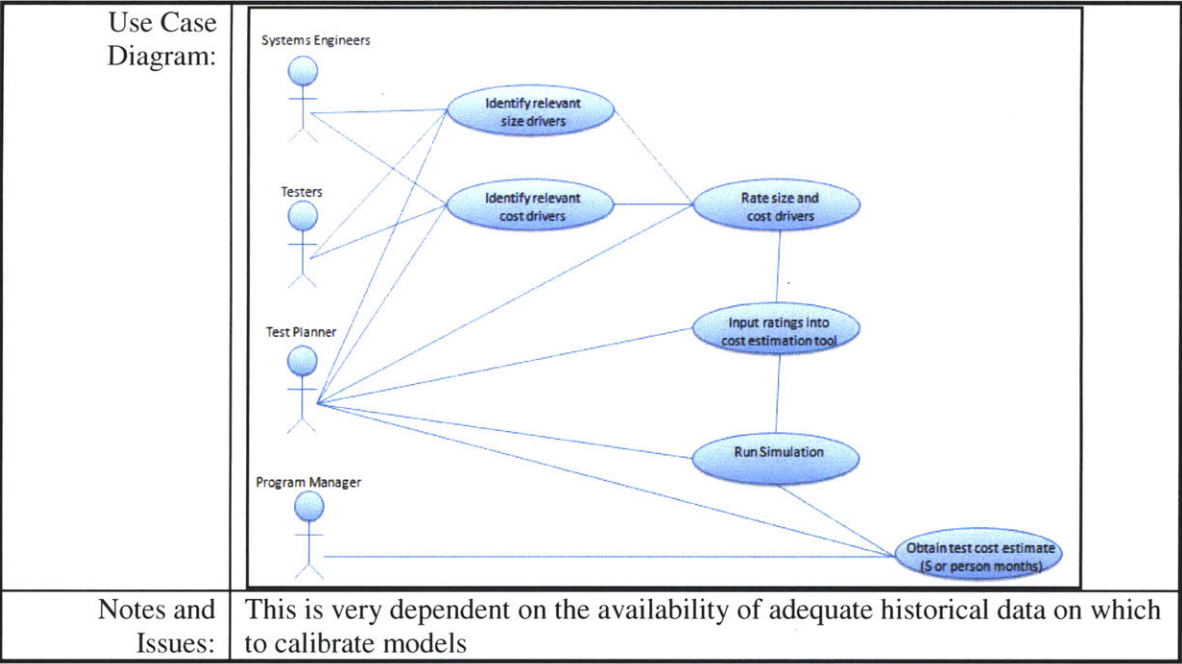 Use Case
Diagram:
Systems Engineers
Identify relevant
size drivers
Testers
Identify relevant
cost drivers
Rate size and
cost drivers
Test Planner
Input ratings into
cost estimation tool
Run Simulation
Program Manager
Obtain test cost estimate
($ or person months)
Notes and
Issues:
This is very dependent on the availability of adequate historical data on which
to calibrate models